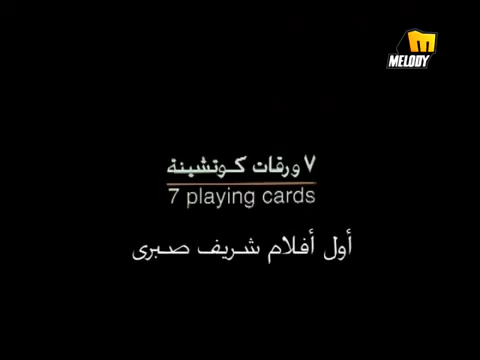 MELODY
٧ ورقات كوتشينة
7 playing cards
أول أفلام شريف صبرى